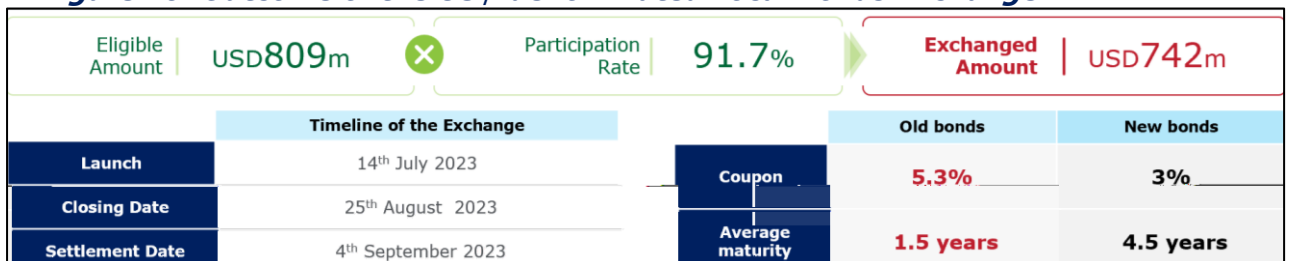 Eligible Amount USD809m Participation Rate 91.7% Exchanged Amount USD742m
Timeline of the Exchange
Launch 14th July 2023
Closing Date 25th August 2023
Settlement Date 4th September 2023
Old bonds New bonds
Coupon 5.3% 3%
Average maturity 1.5 years 4.5 years